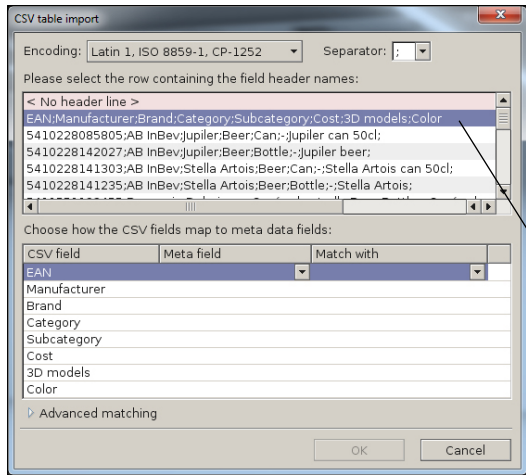 CSV table import
Encoding: Latin 1, ISO 8859-1, CP-1252 Separator: ;
Please select the row containing the field header names:
< No header line >
EAN;Manufacturer;Brand;Category;Subcategory;Cost;3D models;Color
5410228085805;AB InBev;Jupiler;Beer;Can;-;Jupiler can 50cl;
5410228142027;AB InBev;Jupiler;Beer;Bottle;-;Jupiler beer;
5410228141303;AB InBev;Stella Artois;Beer;Can;-;Stella Artois can 50cl;
5410228141235;AB InBev;Stella Artois;Beer;Bottle;-;Stella Artois;
Choose how the CSV fields map to meta data fields:
CSV field Meta field Match with
EAN
Manufacturer
Brand
Category
Subcategory
Cost
3D models
Color
Advanced matching
OK Cancel